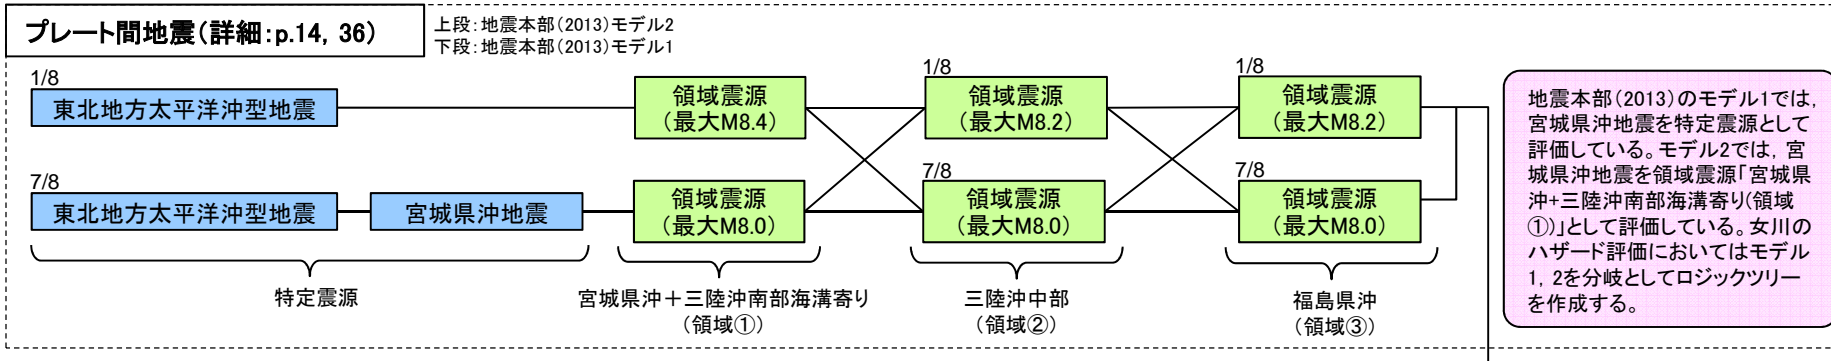 プレート間地震(詳細:p.14, 36)
上段:地震本部(2013)モデル2
下段:地震本部(2013)モデル1
1/8
東北地方太平洋沖型地震
領域震源
(最大M8.4)
1/8
領域震源
(最大M8.2)
1/8
領域震源
(最大M8.2)
7/8
東北地方太平洋沖型地震
宮城県沖地震
領域震源
(最大M8.0)
7/8
領域震源
(最大M8.0)
7/8
領域震源
(最大M8.0)
特定震源
宮城県沖+三陸沖南部海溝寄り
(領域①)
三陸沖中部
(領域②)
福島県沖
(領域③)
地震本部(2013)のモデル1では,
宮城県沖地震を特定震源として
評価している。モデル2では, 宮
城県沖地震を領域震源「宮城県
沖+三陸沖南部海溝寄り(領域
①)」として評価している。女川の
ハザード評価においてはモデル
1, 2を分岐としてロジックツリー
を作成する。